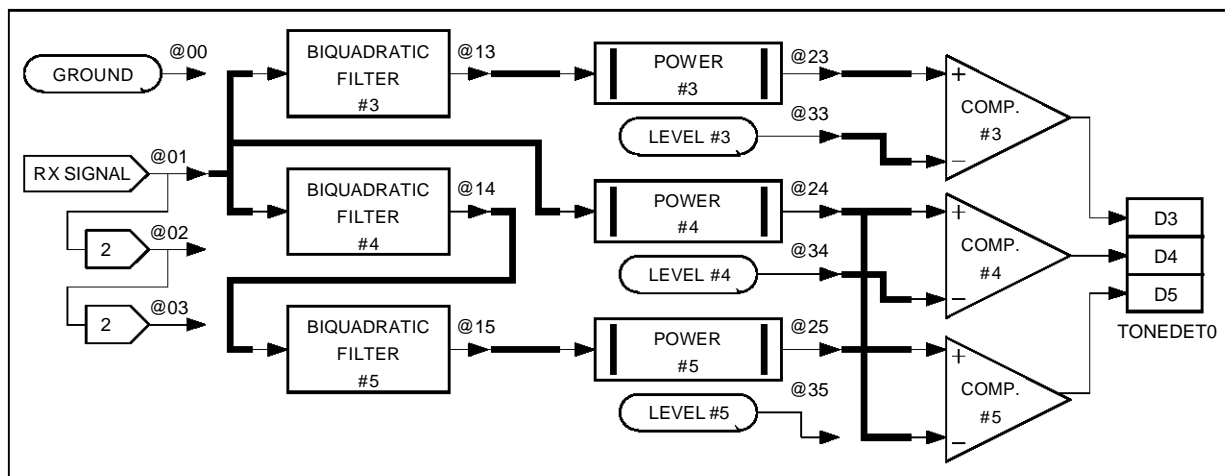 @00
GROUND
BIQUADRATIC
FILTER
#3
@13
POWER
#3
@23
@33
LEVEL #3
+
−
COMP.
#3
@01
RX SIGNAL
BIQUADRATIC
FILTER
#4
@14
POWER
#4
@24
@34
LEVEL #4
+
−
COMP.
#4
@02
2
@03
2
BIQUADRATIC
FILTER
#5
@15
POWER
#5
@25
@35
LEVEL #5
+
−
COMP.
#5
D3
D4
D5
TONEDET0